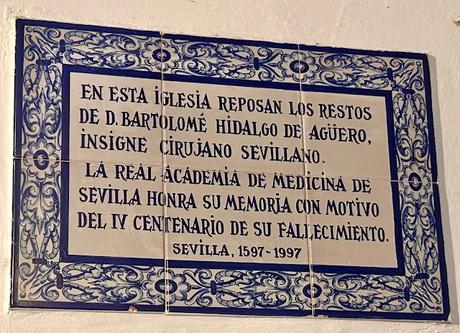 EN ESTA IGLESIA REPOSAN LOS RESTOS
DE D. BARTOLOMÉ HIDALGO DE AGÜERO,
INSIGNE CIRUJANO SEVILLANO.
LA REAL ACADEMIA DE MEDICINA DE
SEVILLA HONRA SU MEMORIA CON MOTIVO
DEL IV CENTENARIO DE SU FALLECIMIENTO.
SEVILLA, 1597-1997